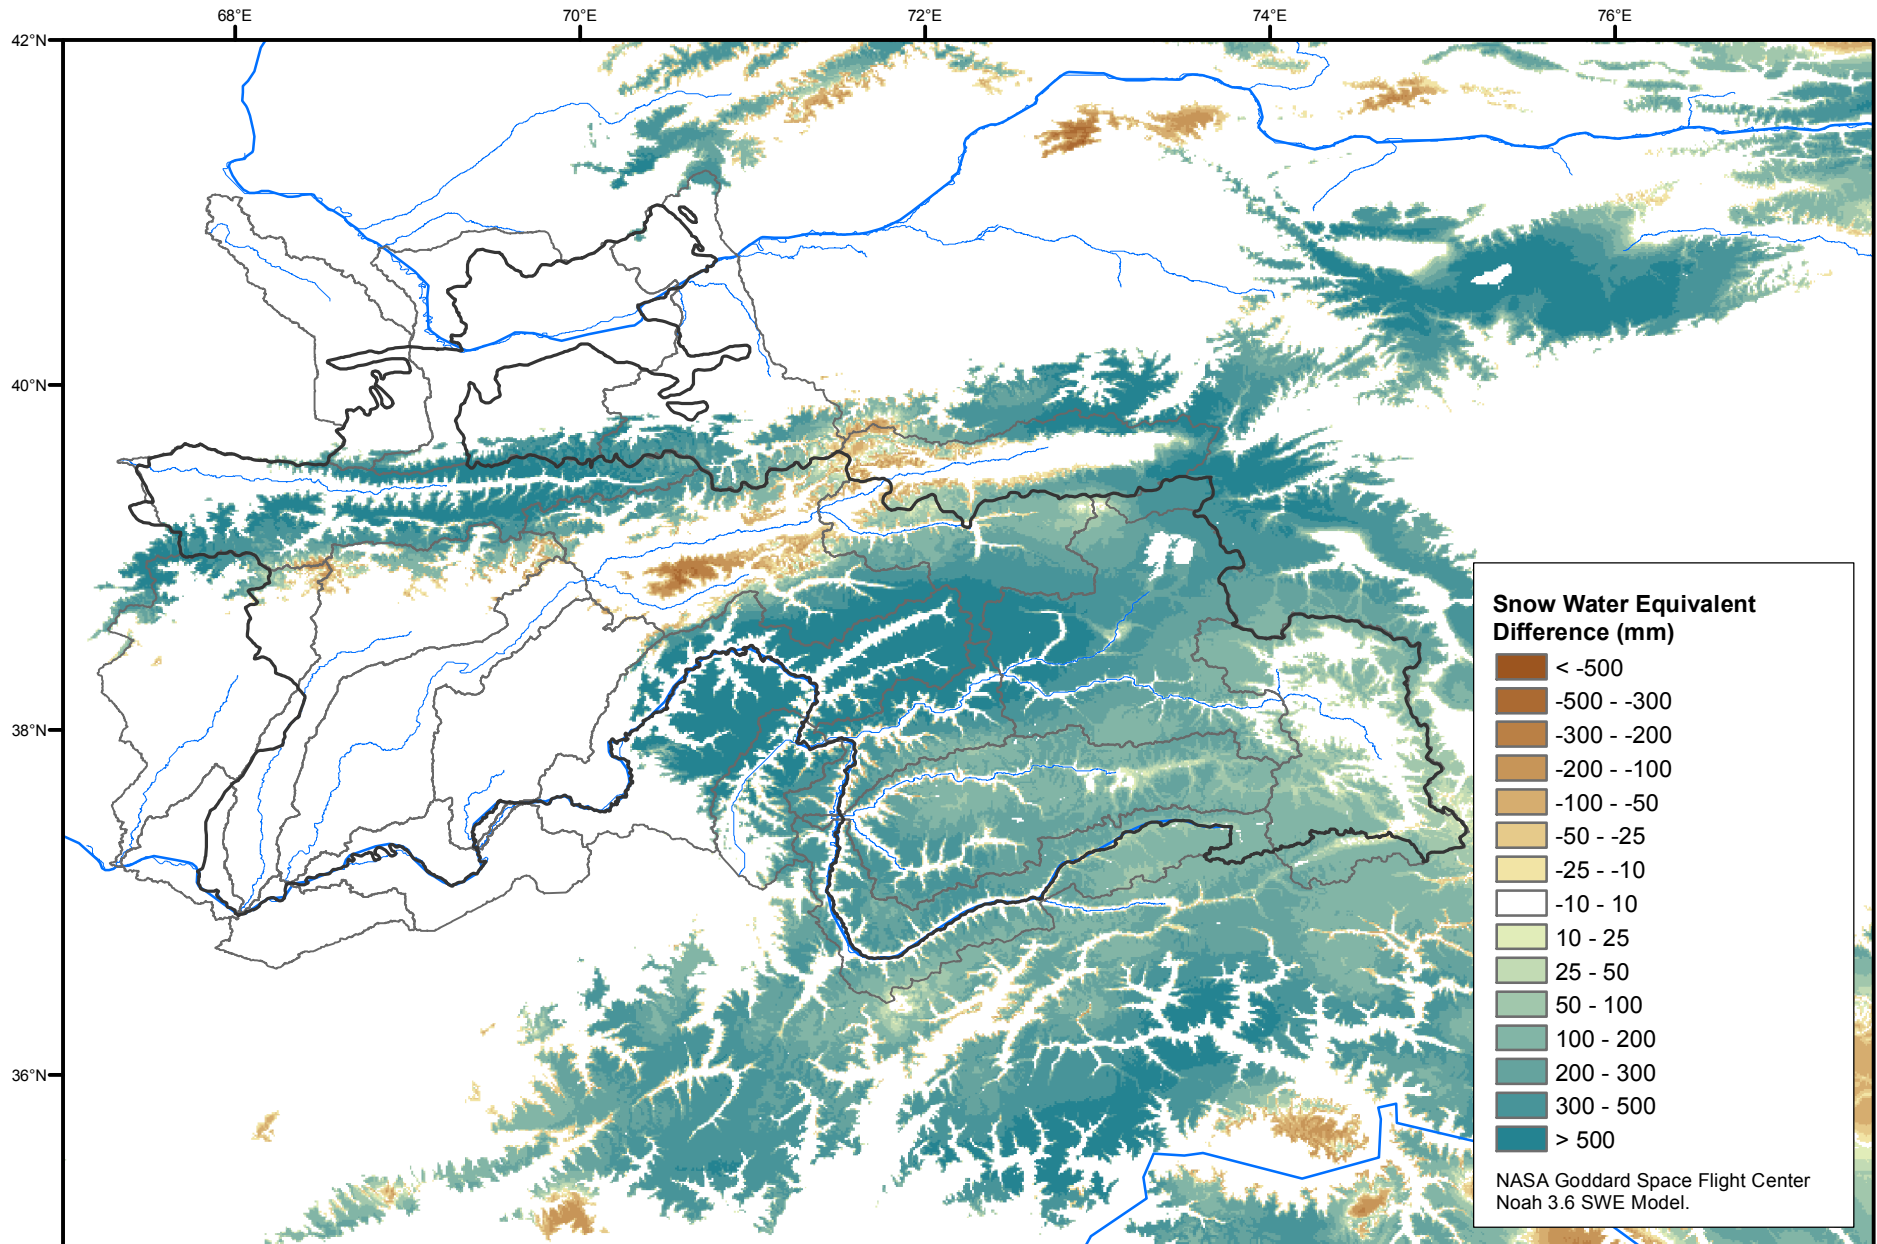 68°E 70°E 72°E 74°E 76°E
42°N
40°N
38°N
36°N
Snow Water Equivalent
Difference (mm)
< -500
-500 - -300
-300 - -200
-200 - -100
-100 - -50
-50 - -25
-25 - -10
-10 - 10
10 - 25
25 - 50
50 - 100
100 - 200
200 - 300
300 - 500
> 500
NASA Goddard Space Flight Center
Noah 3.6 SWE Model.